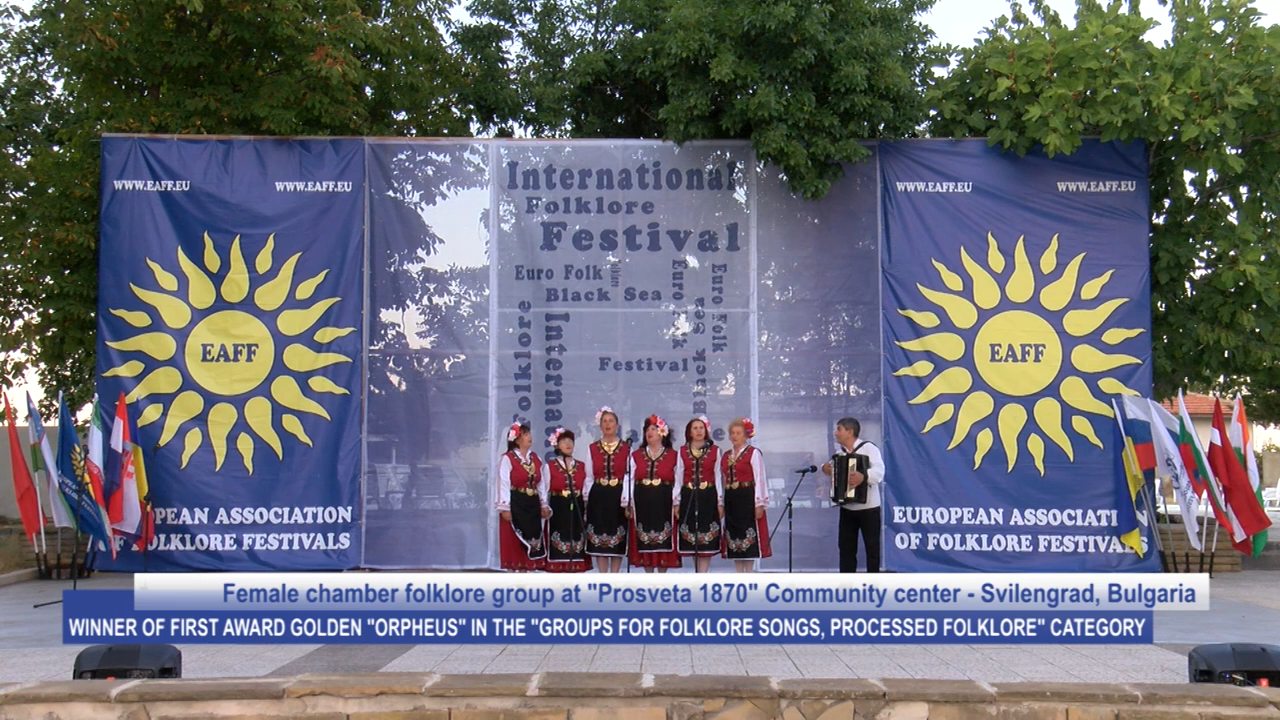 WWW.EAFF.EU WWW.EAFF.EU
EAFF
PEAN ASSOCIATION
OF FOLKLORE FESTIVALS
International
Folklore
Festival
Euro Folk
Black Sea
Folklore
Euro Folk
Black Sea
Festival
WWW.EAFF.EU WWW.EAFF.EU
EAFF
EUROPEAN ASSOCIATI
OF FOLKLORE FESTIVALS
Female chamber folklore group at "Prosveta 1870" Community center - Svilengrad, Bulgaria
WINNER OF FIRST AWARD GOLDEN "ORPHEUS" IN THE "GROUPS FOR FOLKLORE SONGS, PROCESSED FOLKLORE" CATEGORY